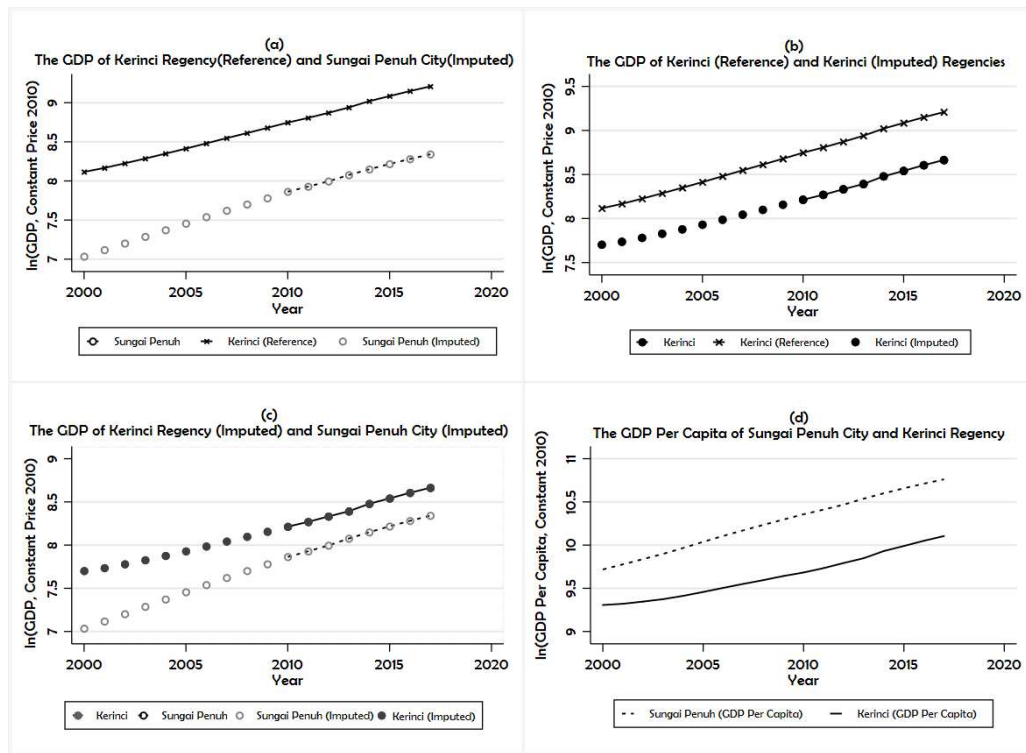 (a)
The GDP of Kerinci Regency(Reference) and Sungai Penuh City(Imputed)
ln(GDP, Constant Price 2010)
9
8.5
8
7.5
7
2000 2005 2010 2015 2020
Year
Sungai Penuh Kerinci (Reference) Sungai Penuh (Imputed)
(b)
The GDP of Kerinci (Reference) and Kerinci (Imputed) Regencies
ln(GDP, Constant Price 2010)
9.5
9
8.5
8
7.5
2000 2005 2010 2015 2020
Year
Kerinci Kerinci (Reference) Kerinci (Imputed)
(c)
The GDP of Kerinci Regency (Imputed) and Sungai Penuh City (Imputed)
ln(GDP, Constant Price 2010)
9
8.5
8
7.5
7
2000 2005 2010 2015 2020
Year
Kerinci Sungai Penuh Sungai Penuh (Imputed) Kerinci (Imputed)
(d)
The GDP Per Capita of Sungai Penuh City and Kerinci Regency
ln(GDP Per Capita, Constant 2010)
11
10.5
10
9.5
9
2000 2005 2010 2015 2020
Year
Sungai Penuh (GDP Per Capita) Kerinci (GDP Per Capita)